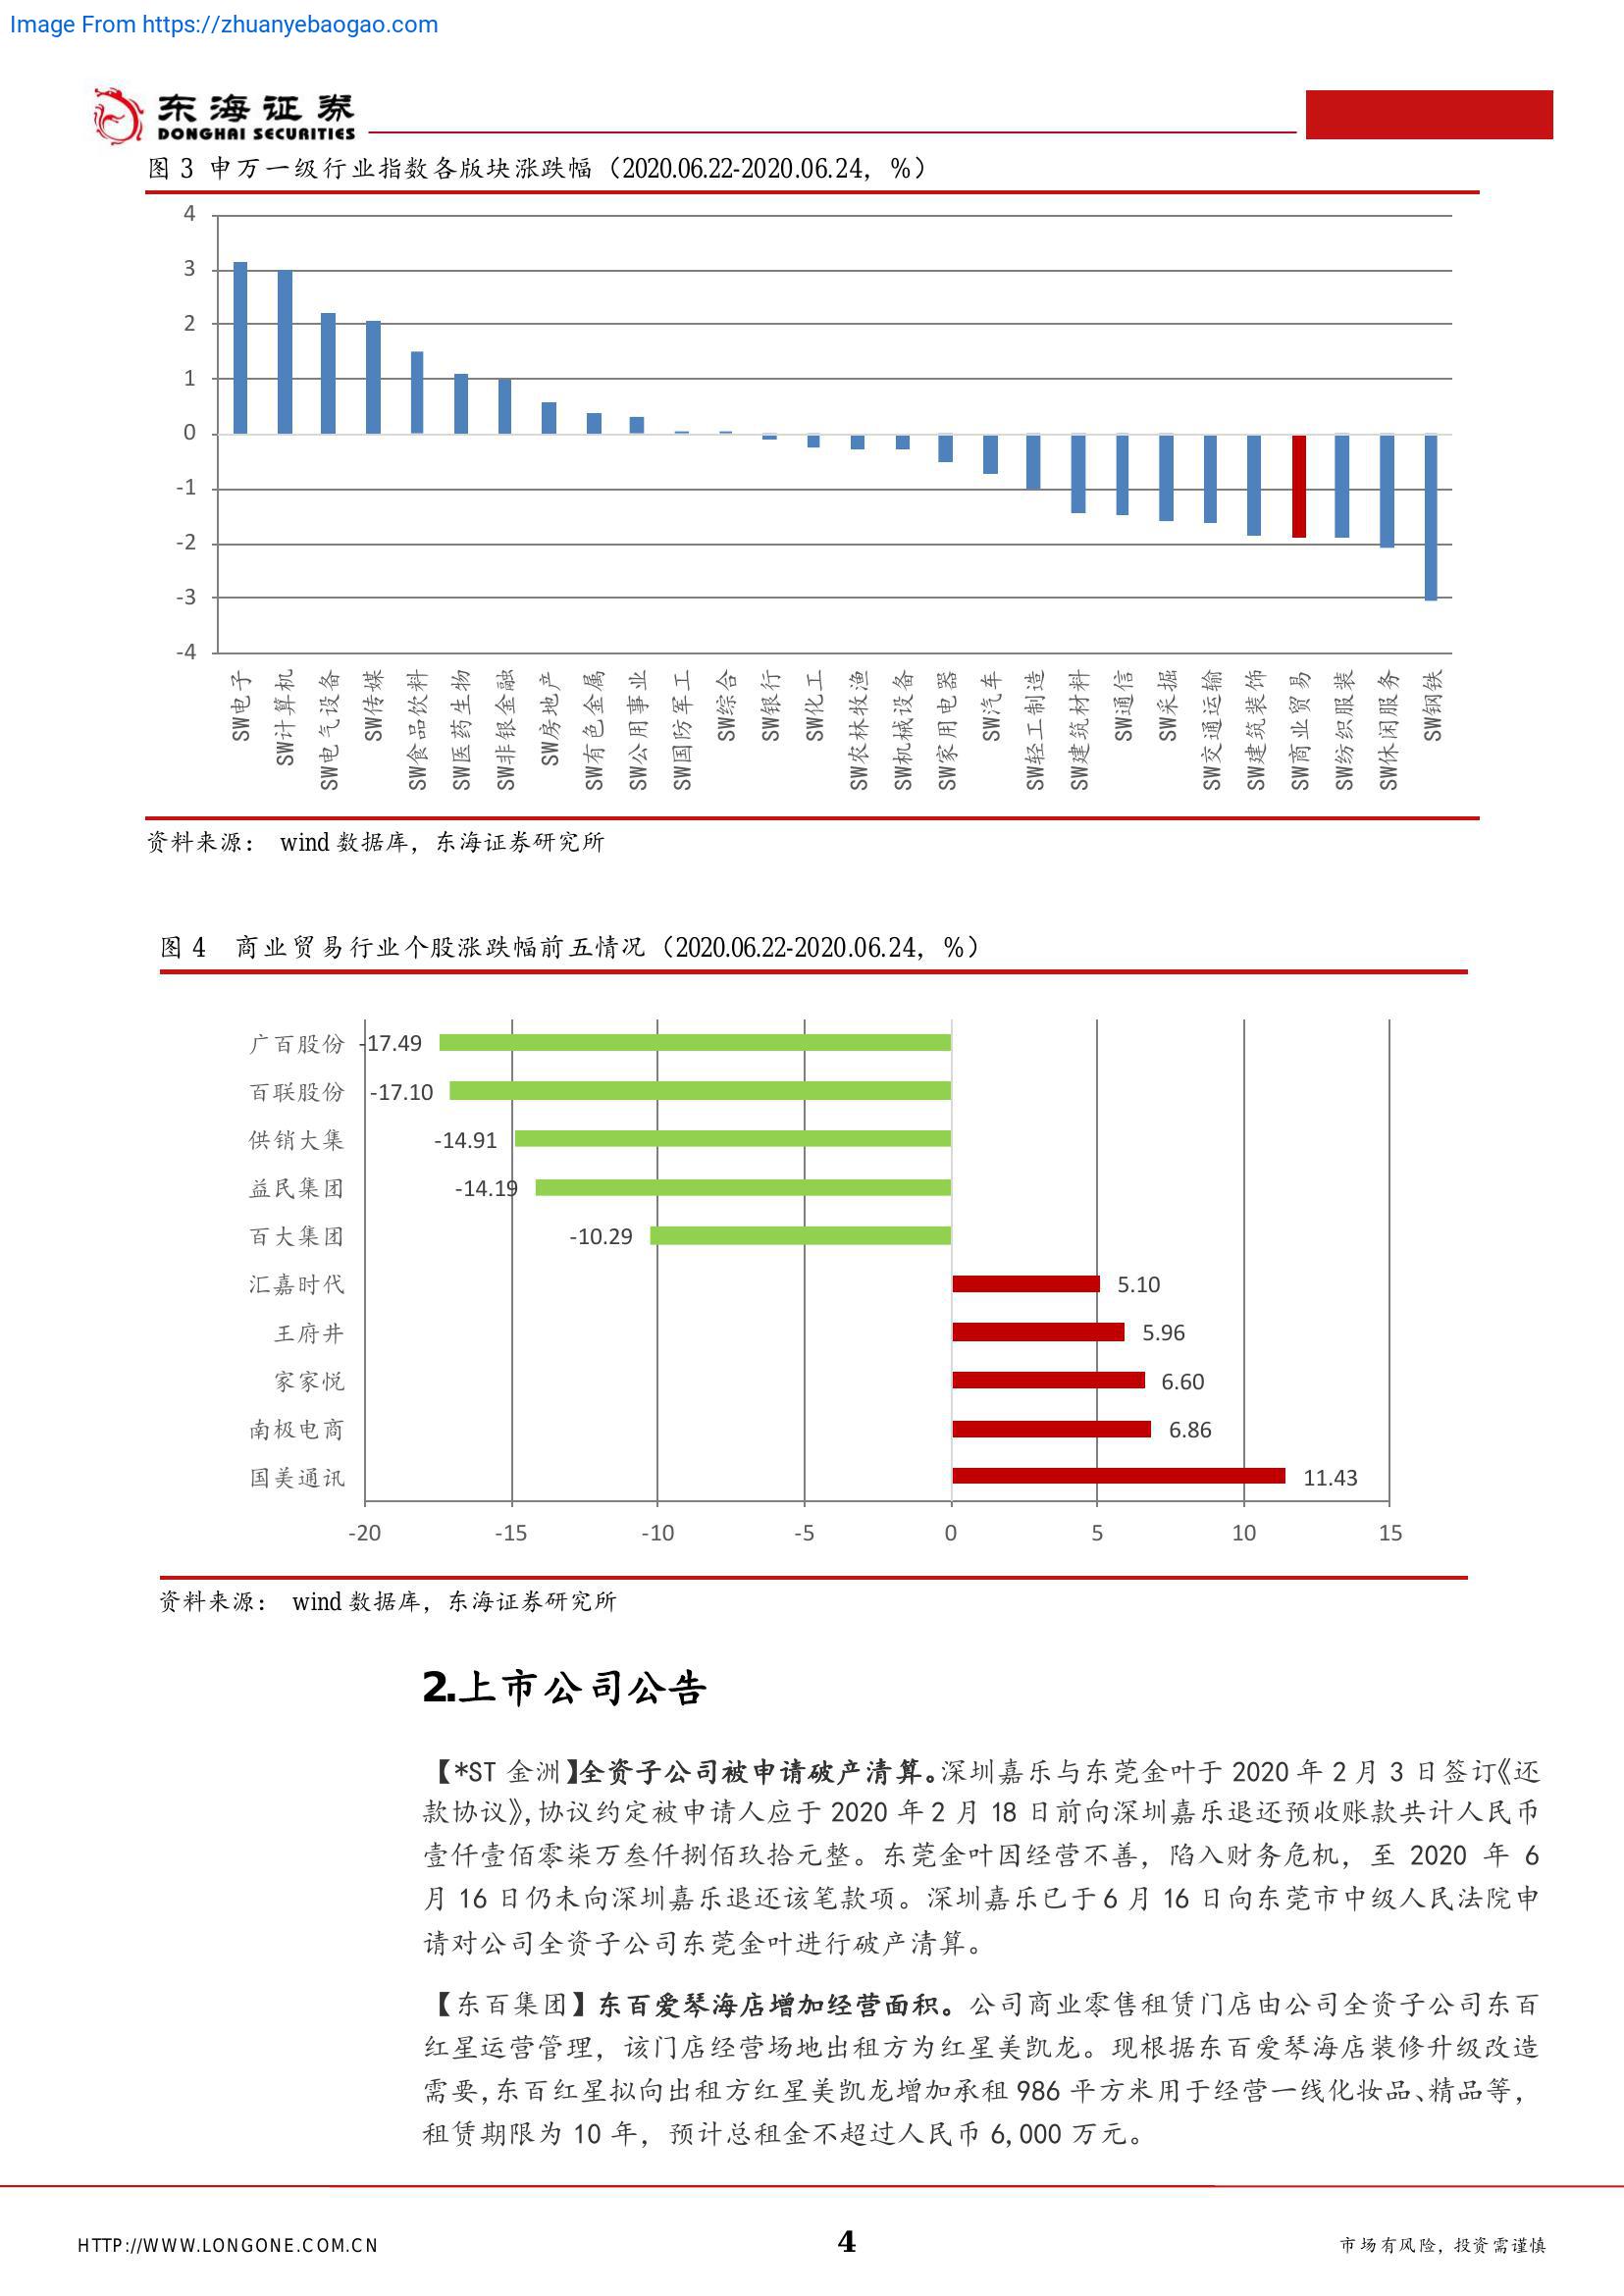 Image From https://zhuanyebaogao.com
东海证券
DONGHAI SECURITIES
图 3 申万一级行业指数各版块涨跌幅（2020.06.22-2020.06.24，%）
4
3
2
1
0
-1
-2
-3
-4
SW电子
SW计算机
SW电气设备
SW传媒
SW食品饮料
SW医药生物
SW非银金融
SW房地产
SW有色金属
SW公用事业
SW国防军工
SW综合
SW银行
SW化工
SW农林牧渔
SW机械设备
SW家用电器
SW汽车
SW轻工制造
SW建筑材料
SW通信
SW采掘
SW交通运输
SW建筑装饰
SW商业贸易
SW纺织服装
SW休闲服务
SW钢铁
资料来源： wind 数据库，东海证券研究所
图 4 商业贸易行业个股涨跌幅前五情况（2020.06.22-2020.06.24，%）
广百股份 -17.49
百联股份 -17.10
供销大集 -14.91
益民集团 -14.19
百大集团 -10.29
汇嘉时代 5.10
王府井 5.96
家家悦 6.60
南极电商 6.86
国美通讯 11.43
-20 -15 -10 -5 0 5 10 15
资料来源： wind 数据库，东海证券研究所
2.上市公司公告
【*ST 金洲】全资子公司被申请破产清算。深圳嘉乐与东莞金叶于 2020 年 2 月 3 日签订《还
款协议》，协议约定被申请人应于 2020 年 2 月 18 日前向深圳嘉乐退还预收账款共计人民币
壹仟壹佰零柒万叁仟捌佰玖拾元整。东莞金叶因经营不善，陷入财务危机，至 2020 年 6
月 16 日仍未向深圳嘉乐退还该笔款项。深圳嘉乐已于 6 月 16 日向东莞市中级人民法院申
请对公司全资子公司东莞金叶进行破产清算。
【东百集团】东百爱琴海店增加经营面积。公司商业零售租赁门店由公司全资子公司东百
红星运营管理，该门店经营场地出租方为红星美凯龙。现根据东百爱琴海店装修升级改造
需要，东百红星拟向出租方红星美凯龙增加承租 986 平方米用于经营一线化妆品、精品等，
租赁期限为 10 年，预计总租金不超过人民币 6,000 万元。
HTTP://WWW.LONGONE.COM.CN 4 市场有风险，投资需谨慎